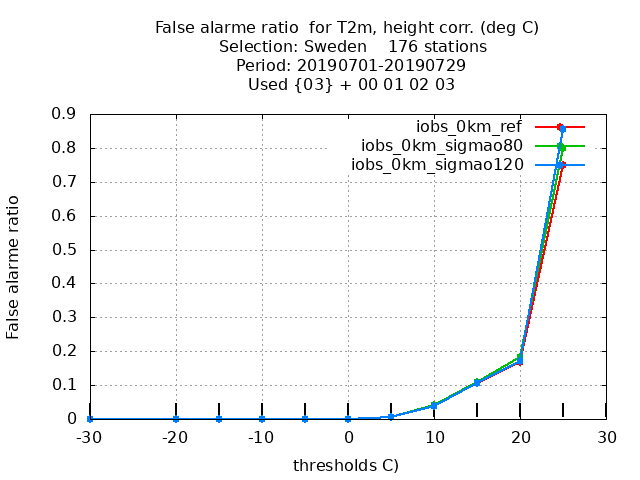 False alarme ratio  for T2m, height corr. (deg C)
Selection: Sweden    176 stations
Period: 20190701-20190729
Used {03} + 00 01 02 03
iobs_0km_ref
iobs_0km_sigmao80
iobs_0km_sigmao120
False alarme ratio
0.9
0.8
0.7
0.6
0.5
0.4
0.3
0.2
0.1
0
-30 -20 -10 0 10 20 30
thresholds C)